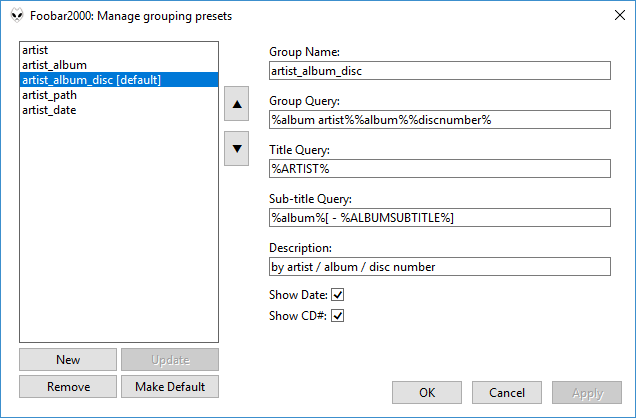 Foobar2000: Manage grouping presets
artist
artist_album
artist_album_disc [default]
artist_path
artist_date
New
Update
Remove
Make Default
Group Name:
artist_album_disc
Group Query:
%album artist%%album%%discnumber%
Title Query:
%ARTIST%
Sub-title Query:
%album%[ - %ALBUMSUBTITLE%]
Description:
by artist / album / disc number
Show Date:
Show CD#:
OK
Cancel
Apply